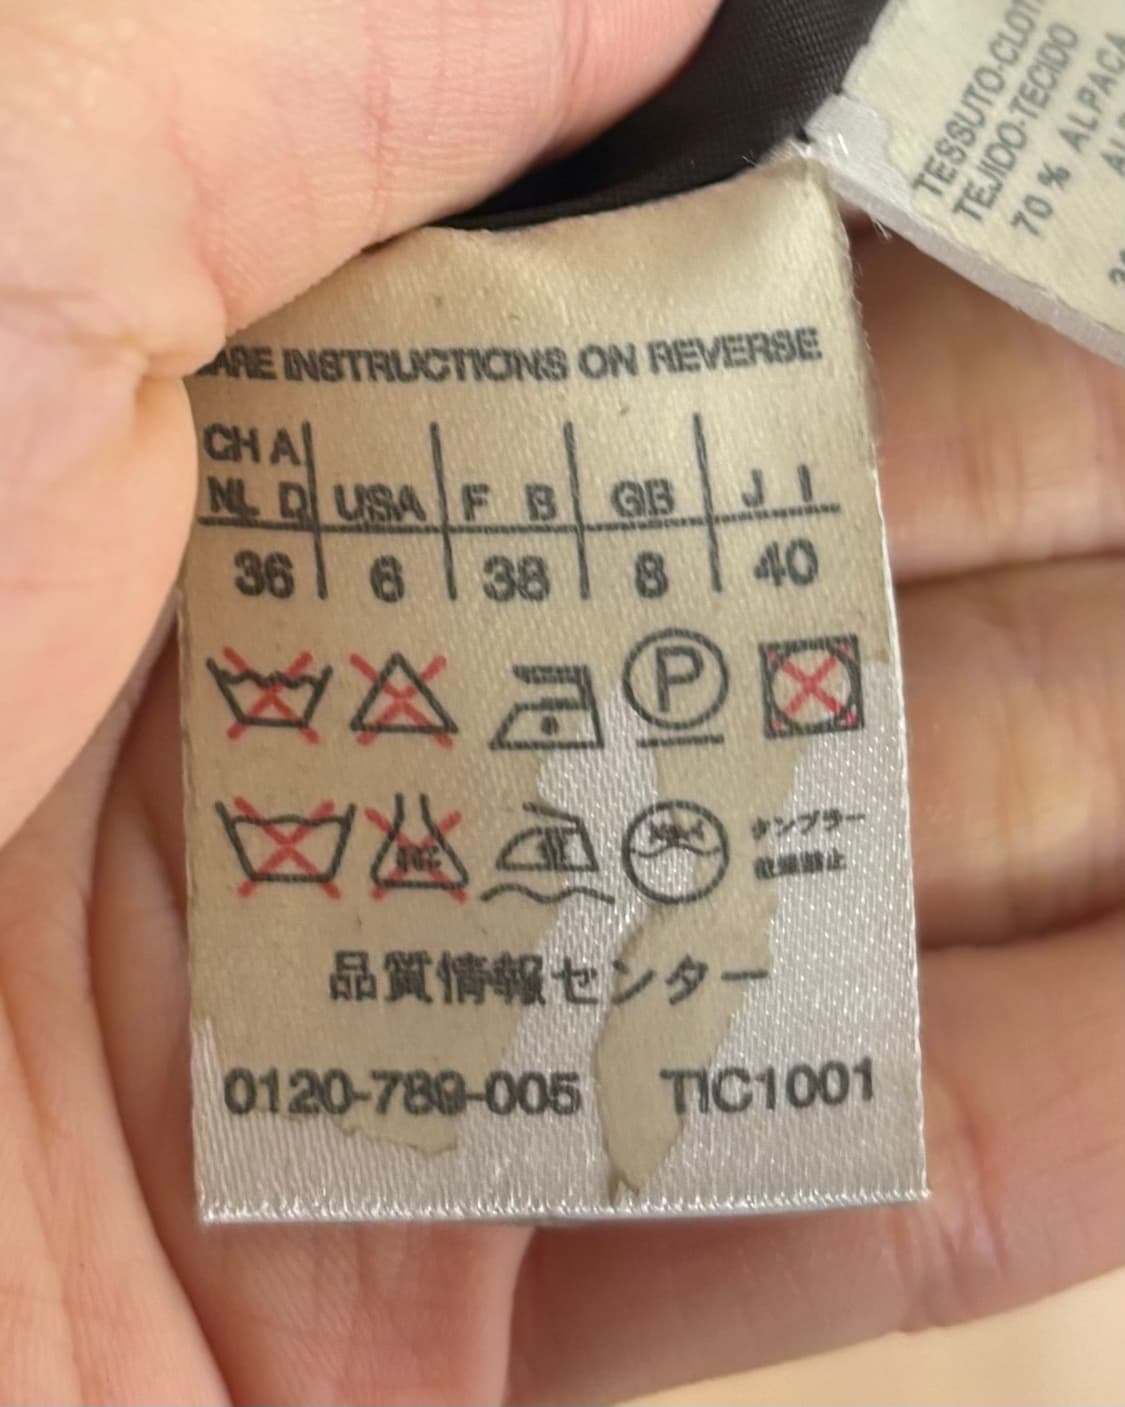 TESSUTO-CLOT
TEJIDO-TECIDO
70 % ALPACA
ARE INSTRUCTIONS ON REVERSE
CH A
NL D USA F B GB J I
36 6 38 8 40
P
タンブラー
乾燥禁止
品質情報センター
0120-789-005 TIC1001